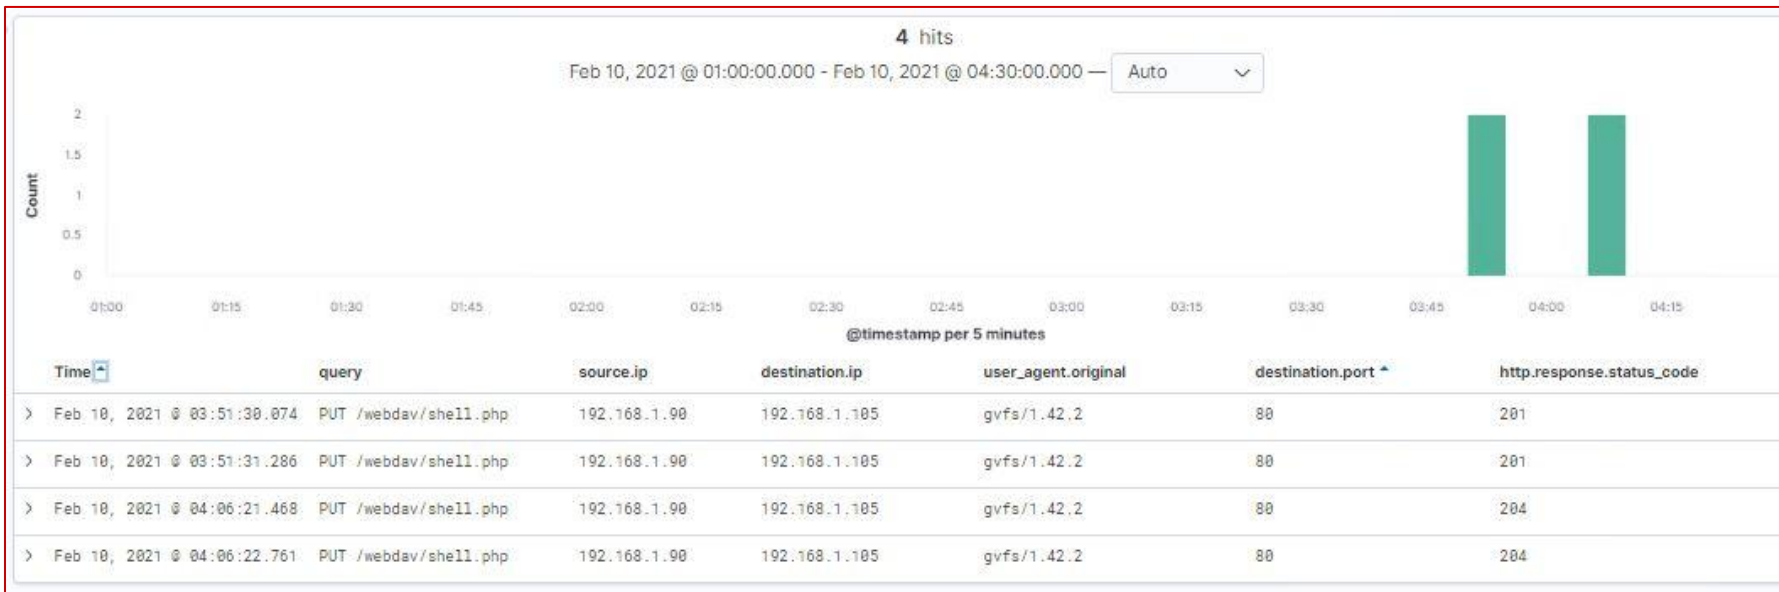 4 hits
Feb 10, 2021 @ 01:00:00.000 - Feb 10, 2021 @ 04:30:00.000 — Auto
2
1.5
1
0.5
0
Count
01:00 01:15 01:30 01:45 02:00 02:15 02:30 02:45 03:00 03:15 03:30 03:45 04:00 04:15
@timestamp per 5 minutes
Time query source.ip destination.ip user_agent.original destination.port http.response.status_code
> Feb 10, 2021 @ 03:51:30.074 PUT /webdav/shell.php 192.168.1.90 192.168.1.105 gvfs/1.42.2 80 201
> Feb 10, 2021 @ 03:51:31.286 PUT /webdav/shell.php 192.168.1.90 192.168.1.105 gvfs/1.42.2 80 201
> Feb 10, 2021 @ 04:06:21.468 PUT /webdav/shell.php 192.168.1.90 192.168.1.105 gvfs/1.42.2 80 204
> Feb 10, 2021 @ 04:06:22.761 PUT /webdav/shell.php 192.168.1.90 192.168.1.105 gvfs/1.42.2 80 204